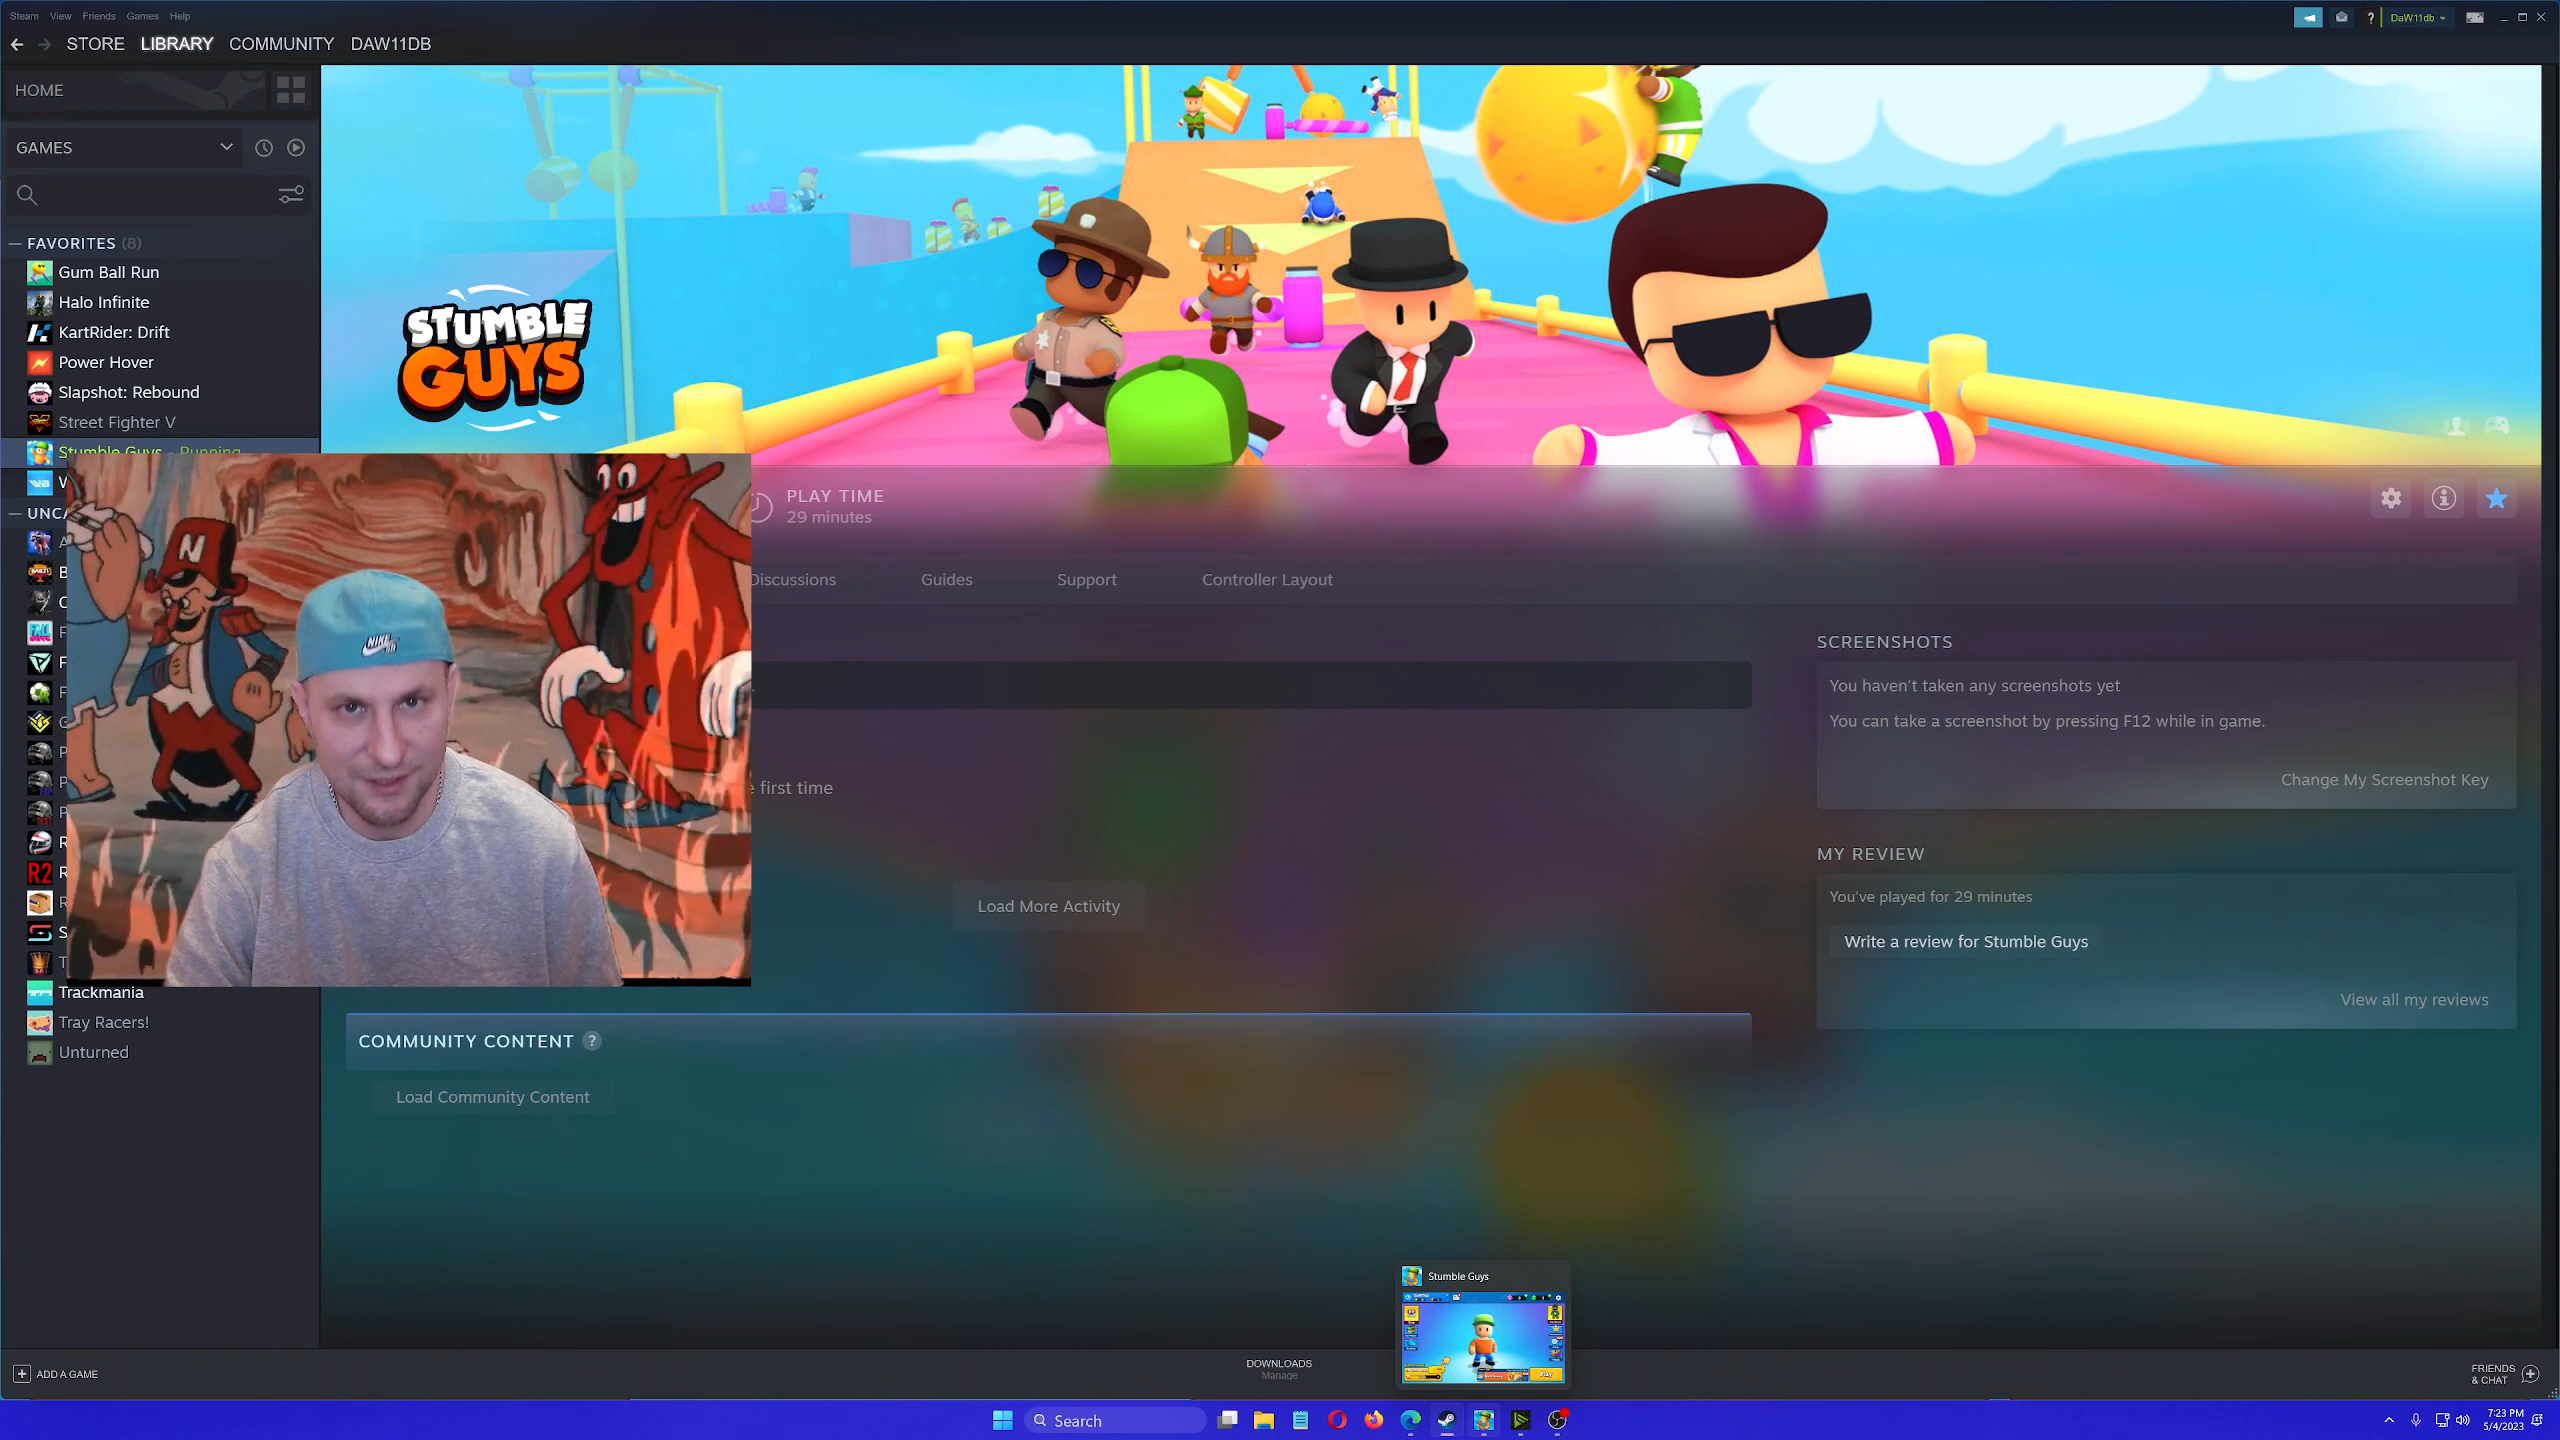 Steam View Friends Games Help
DaW11db
STORE LIBRARY COMMUNITY DAW11DB
HOME
GAMES
FAVORITES (8)
Gum Ball Run
Halo Infinite
KartRider: Drift
Power Hover
Slapshot: Rebound
Street Fighter V
Stumble Guys - Running
W
UNCA
A
B
C
F
F
F
G
P
P
P
R
R
R
S
T
Trackmania
Tray Racers!
Unturned
STUMBLE
GUYS
N
NIKE
PLAY TIME
29 minutes
Discussions Guides Support Controller Layout
first time
Load More Activity
COMMUNITY CONTENT ?
Load Community Content
SCREENSHOTS
You haven't taken any screenshots yet
You can take a screenshot by pressing F12 while in game.
Change My Screenshot Key
MY REVIEW
You've played for 29 minutes
Write a review for Stumble Guys
View all my reviews
Stumble Guys
Play
ADD A GAME
DOWNLOADS
Manage
FRIENDS
& CHAT
Search
7:23 PM
5/4/2023